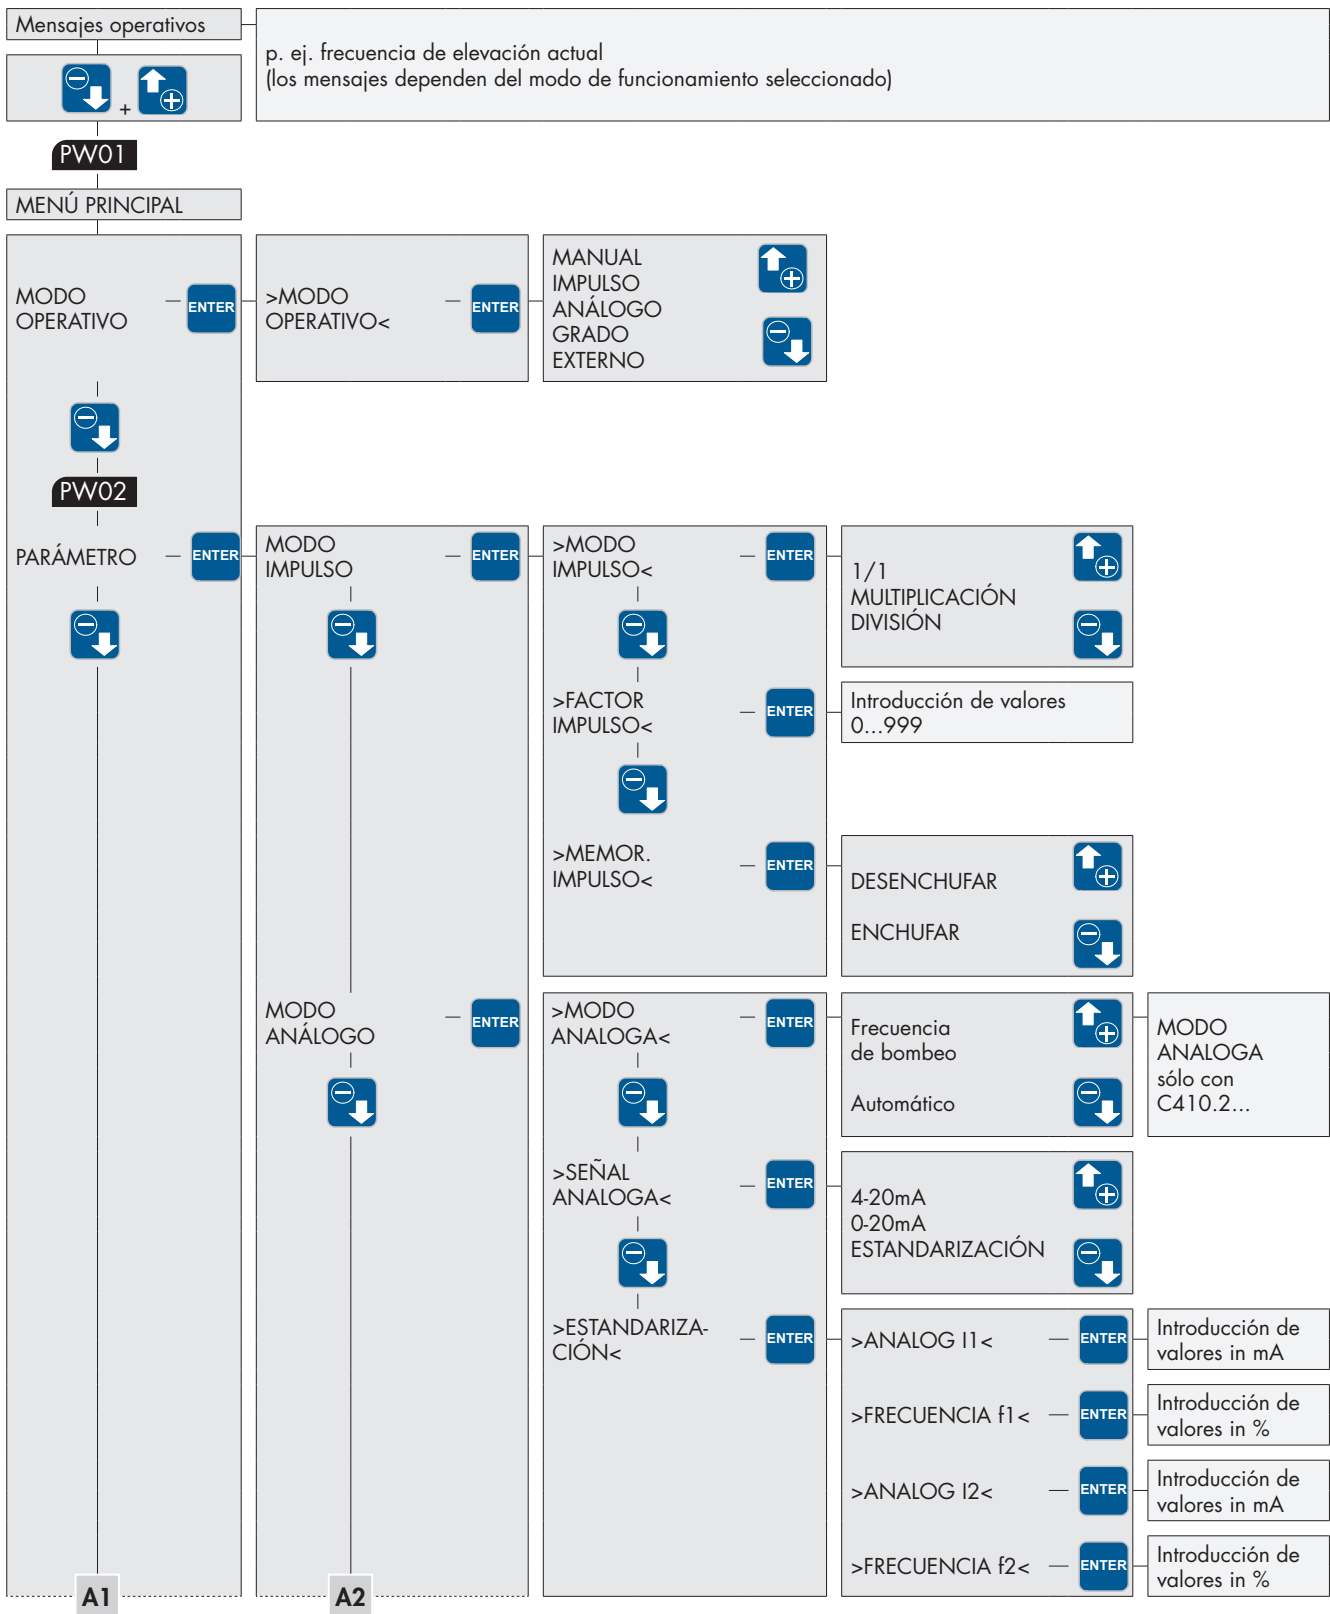 Mensajes operativos
p. ej. frecuencia de elevación actual
(los mensajes dependen del modo de funcionamiento seleccionado)
+
PW01
MENÚ PRINCIPAL
MODO
OPERATIVO
ENTER
>MODO
OPERATIVO<
ENTER
MANUAL
IMPULSO
ANÁLOGO
GRADO
EXTERNO
PW02
PARÁMETRO
ENTER
MODO
IMPULSO
ENTER
>MODO
IMPULSO<
ENTER
1/1
MULTIPLICACIÓN
DIVISIÓN
>FACTOR
IMPULSO<
ENTER
Introducción de valores
0...999
>MEMOR.
IMPULSO<
ENTER
DESENCHUFAR
ENCHUFAR
MODO
ANÁLOGO
ENTER
>MODO
ANALOGA<
ENTER
Frecuencia
de bombeo
Automático
MODO
ANALOGA
sólo con
C410.2...
>SEÑAL
ANALOGA<
ENTER
4-20mA
0-20mA
ESTANDARIZACIÓN
>ESTANDARIZA-
CIÓN<
ENTER
>ANALOG I1<
ENTER
Introducción de
valores in mA
>FRECUENCIA f1<
ENTER
Introducción de
valores in %
>ANALOG I2<
ENTER
Introducción de
valores in mA
>FRECUENCIA f2<
ENTER
Introducción de
valores in %
A1
A2